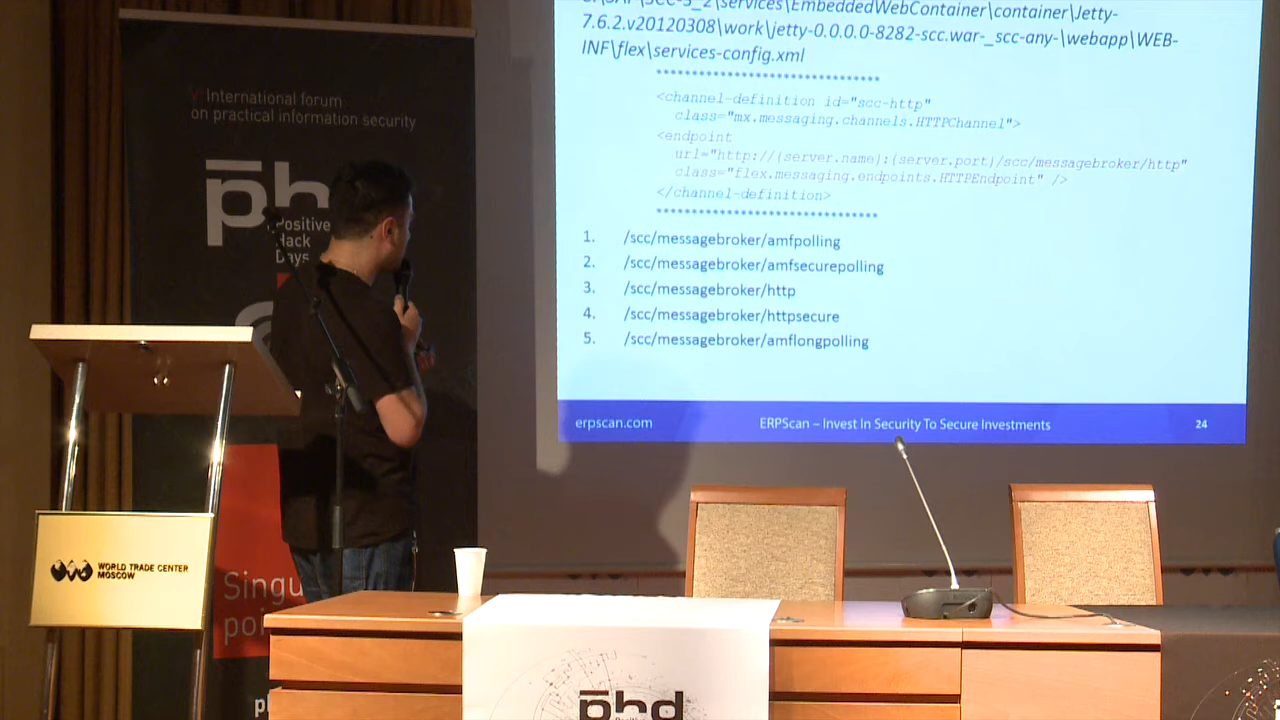 International forum
on practical information security
phd
Positive
Hack
Days
Singu
poi
WORLD TRADE CENTER
MOSCOW
7.6.2.v20120308\work\jetty-0.0.0.0-8282-scc.war-_scc-any-\webapp\WEB-
INF\flex\services-config.xml
*******************************
<channel-definition id="scc-http"
class="mx.messaging.channels.HTTPChannel">
<endpoint
url="http://{server.name}:{server.port}/scc/messagebroker/http"
class="flex.messaging.endpoints.HTTPEndpoint" />
</channel-definition>
*******************************
1. /scc/messagebroker/amfpolling
2. /scc/messagebroker/amfsecurepolling
3. /scc/messagebroker/http
4. /scc/messagebroker/httpsecure
5. /scc/messagebroker/amflongpolling
erpscan.com ERPScan – Invest In Security To Secure Investments 24
phd